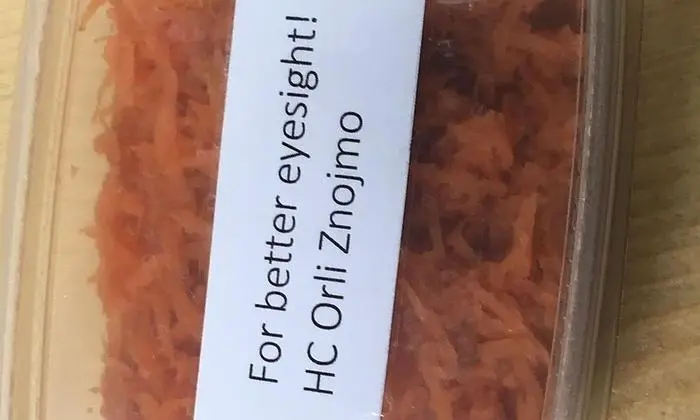 For better eyesight!
HC Orli Znojmo